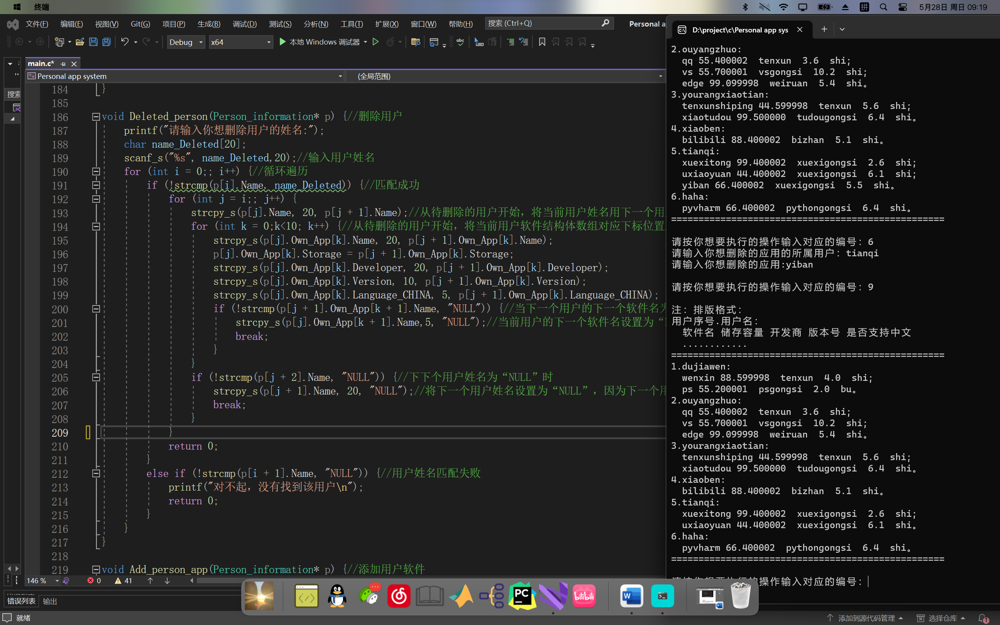 终端
5月28日 周日 09:19
文件(F) 编辑(E) 视图(V) Git(G) 项目(P) 生成(B) 调试(D) 测试(S) 分析(N) 工具(T) 扩展(X) 窗口(W) 帮助(H) 搜索 (Ctrl+Q) Personal a
Debug x64 本地 Windows 调试器
main.c*
Personal app system (全局范围)
搜索
184 }
185
186 void Deleted_person(Person_information* p) {//删除用户
187 printf("请输入你想删除用户的姓名:");
188 char name_Deleted[20];
189 scanf_s("%s", name_Deleted,20);//输入用户姓名
190 for (int i = 0;; i++) {//循环遍历
191 if (!strcmp(p[i].Name, name_Deleted)) {//匹配成功
192 for (int j = i;; j++) {
193 strcpy_s(p[j].Name, 20, p[j + 1].Name);//从待删除的用户开始，将当前用户姓名用下一个用
194 for (int k = 0;k<10; k++) {//从待删除的用户开始，将当前用户软件结构体数组对应下标位置
195 strcpy_s(p[j].Own_App[k].Name, 20, p[j + 1].Own_App[k].Name);
196 p[j].Own_App[k].Storage = p[j + 1].Own_App[k].Storage;
197 strcpy_s(p[j].Own_App[k].Developer, 20, p[j + 1].Own_App[k].Developer);
198 strcpy_s(p[j].Own_App[k].Version, 10, p[j + 1].Own_App[k].Version);
199 strcpy_s(p[j].Own_App[k].Language_CHINA, 5, p[j + 1].Own_App[k].Language_CHINA);
200 if (!strcmp(p[j + 1].Own_App[k + 1].Name, "NULL")) {//当下一个用户的下一个软件名为
201 strcpy_s(p[j].Own_App[k + 1].Name,5, "NULL");//当前用户的下一个软件名设置为“
202 break;
203 }
204 }
205 if (!strcmp(p[j + 2].Name, "NULL")) {//下下个用户姓名为“NULL”时
206 strcpy_s(p[j + 1].Name, 20, "NULL");//将下一个用户姓名设置为“NULL”，因为下一个用
207 break;
208 }
209 }
210 return 0;
211 }
212 else if (!strcmp(p[i + 1].Name, "NULL")) {//用户姓名匹配失败
213 printf("对不起，没有找到该用户\n");
214 return 0;
215 }
216 }
217 }
218
219 void Add_person_app(Person_information* p) {//添加用户软件
146 % 0 41
错误列表 输出
就绪
D:\project\c\Personal app sys
2.ouyangzhuo:
qq 55.400002 tenxun 3.6 shi;
vs 55.700001 vsgongsi 10.2 shi;
edge 99.099998 weiruan 5.4 shi。
3.yourangxiaotian:
tenxunshiping 44.599998 tenxun 5.6 shi;
xiaotudou 99.500000 tudougongsi 6.4 shi。
4.xiaoben:
bilibili 88.400002 bizhan 5.1 shi。
5.tianqi:
xuexitong 99.400002 xuexigongsi 2.6 shi;
uxiaoyuan 44.400002 xuexigongsi 6.1 shi;
yiban 66.400002 xuexigongsi 5.5 shi。
6.haha:
pyvharm 66.400002 pythongongsi 6.4 shi。
==================================================
请按你想要执行的操作输入对应的编号：6
请输入你想删除的应用的所属用户：tianqi
请输入你想删除的应用:yiban
请按你想要执行的操作输入对应的编号：9
注：排版格式：
用户序号.用户名：
软件名 储存容量 开发商 版本号 是否支持中文
............
==================================================
1.dujiawen:
wenxin 88.599998 tenxun 4.0 shi;
ps 55.200001 psgongsi 2.0 bu。
2.ouyangzhuo:
qq 55.400002 tenxun 3.6 shi;
vs 55.700001 vsgongsi 10.2 shi;
edge 99.099998 weiruan 5.4 shi。
3.yourangxiaotian:
tenxunshiping 44.599998 tenxun 5.6 shi;
xiaotudou 99.500000 tudougongsi 6.4 shi。
4.xiaoben:
bilibili 88.400002 bizhan 5.1 shi。
5.tianqi:
xuexitong 99.400002 xuexigongsi 2.6 shi;
uxiaoyuan 44.400002 xuexigongsi 6.1 shi。
6.haha:
pyvharm 66.400002 pythongongsi 6.4 shi。
==================================================
请按你想要执行的操作输入对应的编号：
PC
bilibili
W
添加到源代码管理 选择仓库 1